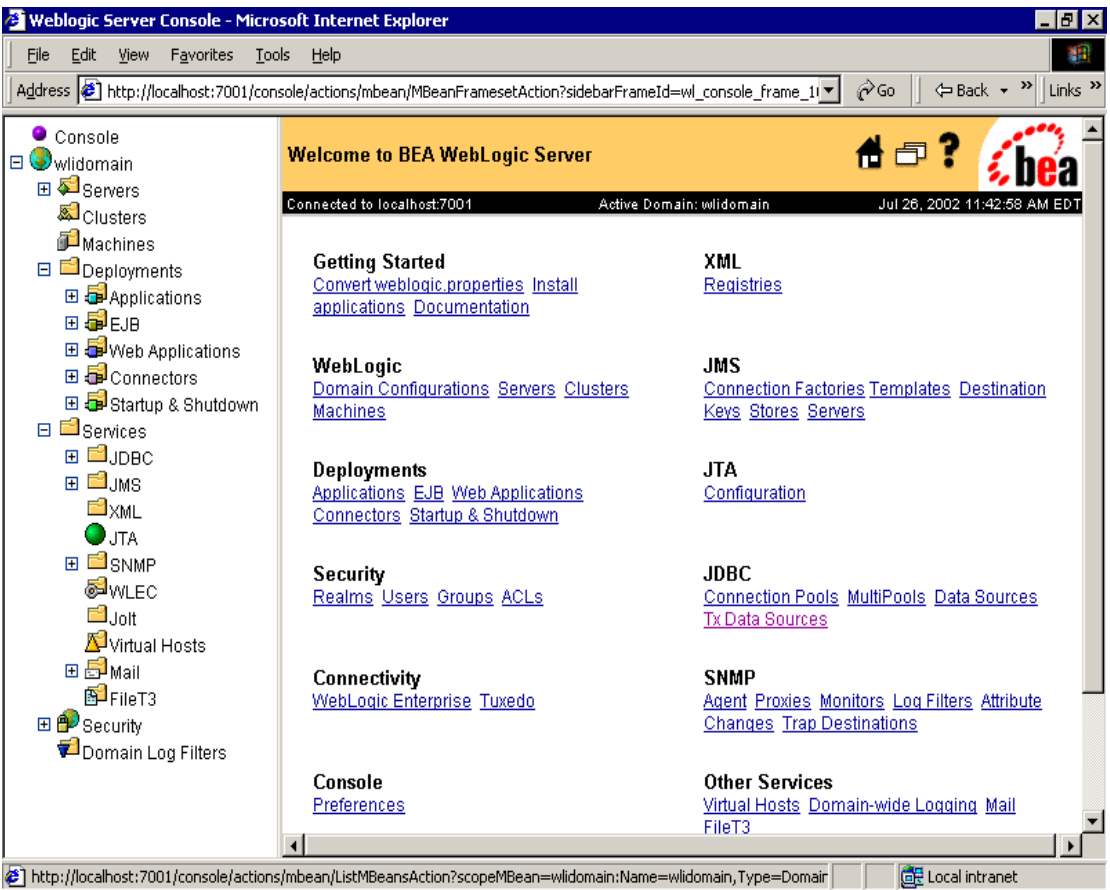 Weblogic Server Console - Microsoft Internet Explorer
File Edit View Favorites Tools Help
Address http://localhost:7001/console/actions/mbean/MBeanFramesetAction?sidebarFrameId=wl_console_frame_1 Go Back » Links »
Console
wlidomain
Servers
Clusters
Machines
Deployments
Applications
EJB
Web Applications
Connectors
Startup & Shutdown
Services
JDBC
JMS
XML
JTA
SNMP
WLEC
Jolt
Virtual Hosts
Mail
FileT3
Security
Domain Log Filters
Welcome to BEA WebLogic Server
? bea
Connected to localhost:7001 Active Domain: wlidomain Jul 26, 2002 11:42:58 AM EDT
Getting Started
Convert weblogic.properties Install
applications Documentation
XML
Registries
WebLogic
Domain Configurations Servers Clusters
Machines
JMS
Connection Factories Templates Destination
Keys Stores Servers
Deployments
Applications EJB Web Applications
Connectors Startup & Shutdown
JTA
Configuration
Security
Realms Users Groups ACLs
JDBC
Connection Pools MultiPools Data Sources
Tx Data Sources
Connectivity
WebLogic Enterprise Tuxedo
SNMP
Agent Proxies Monitors Log Filters Attribute
Changes Trap Destinations
Console
Preferences
Other Services
Virtual Hosts Domain-wide Logging Mail
FileT3
http://localhost:7001/console/actions/mbean/ListMBeansAction?scopeMBean=wlidomain:Name=wlidomain,Type=Domair Local intranet